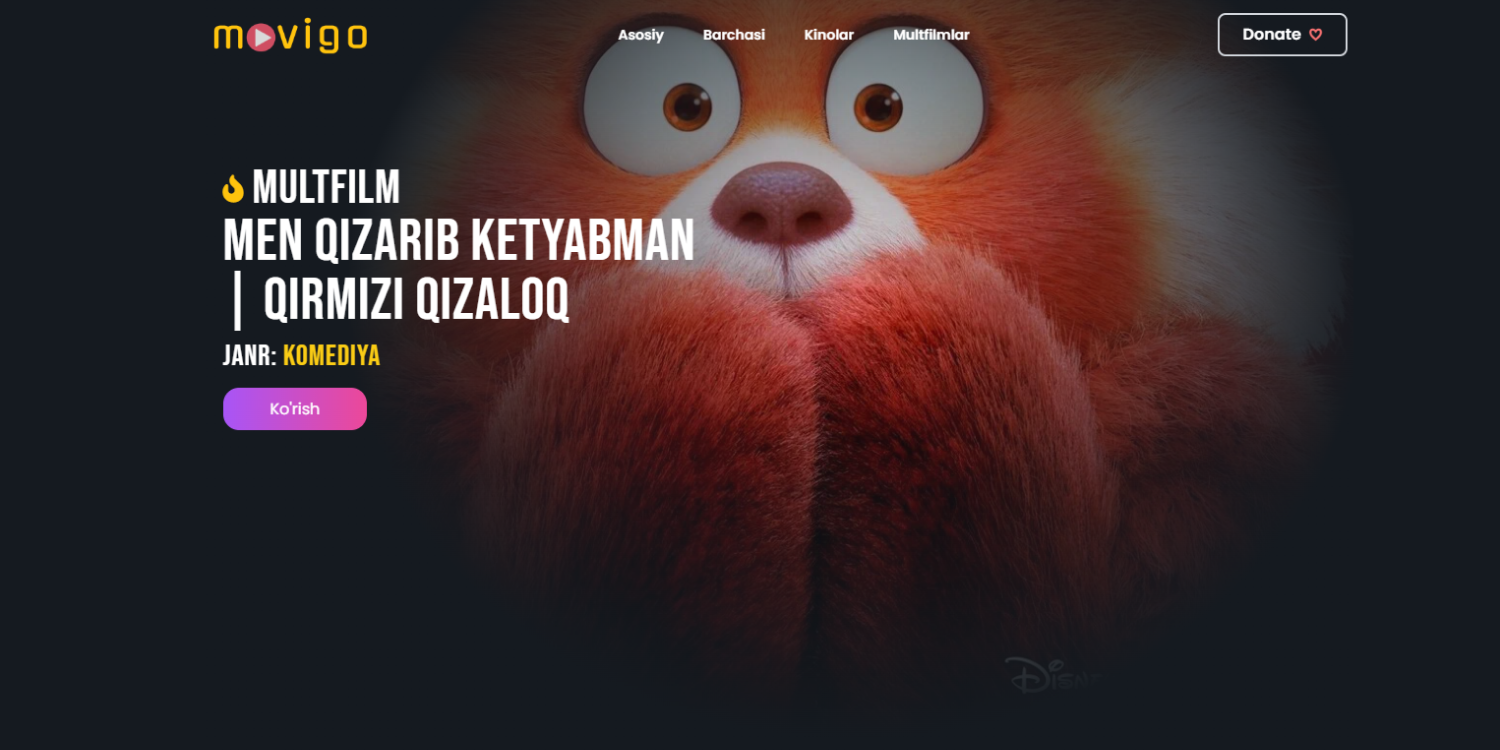 movigo
Asosiy Barchasi Kinolar Multfilmlar
Donate
MULTFILM
MEN QIZARIB KETYABMAN
| QIRMIZI QIZALOQ
JANR: KOMEDIYA
Ko'rish